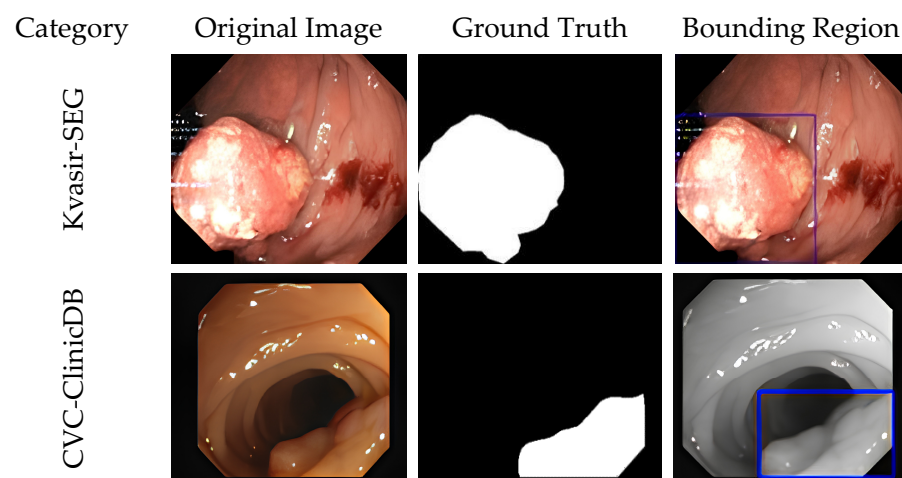 Category Original Image Ground Truth Bounding Region
Kvasir-SEG
CVC-ClinicDB